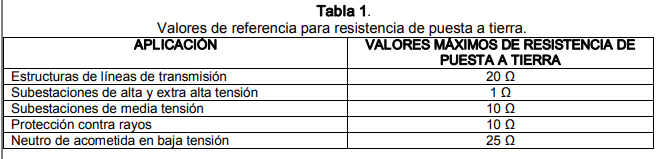 Tabla 1.
Valores de referencia para resistencia de puesta a tierra.
APLICACIÓN VALORES MÁXIMOS DE RESISTENCIA DE
PUESTA A TIERRA
Estructuras de líneas de transmisión 20 Ω
Subestaciones de alta y extra alta tensión 1 Ω
Subestaciones de media tensión 10 Ω
Protección contra rayos 10 Ω
Neutro de acometida en baja tensión 25 Ω